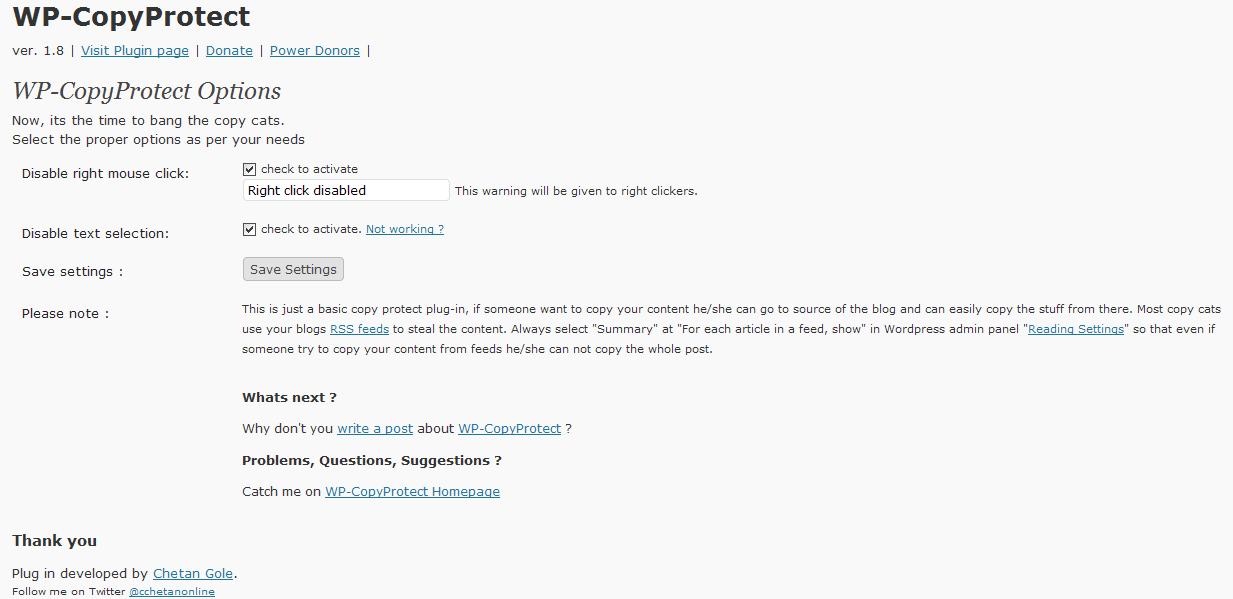 WP-CopyProtect
ver. 1.8 | Visit Plugin page | Donate | Power Donors |
WP-CopyProtect Options
Now, its the time to bang the copy cats.
Select the proper options as per your needs
Disable right mouse click: check to activate
Right click disabled This warning will be given to right clickers.
Disable text selection: check to activate. Not working ?
Save settings : Save Settings
Please note : This is just a basic copy protect plug-in, if someone want to copy your content he/she can go to source of the blog and can easily copy the stuff from there. Most copy cats
use your blogs RSS feeds to steal the content. Always select "Summary" at "For each article in a feed, show" in Wordpress admin panel "Reading Settings" so that even if
someone try to copy your content from feeds he/she can not copy the whole post.
Whats next ?
Why don't you write a post about WP-CopyProtect ?
Problems, Questions, Suggestions ?
Catch me on WP-CopyProtect Homepage
Thank you
Plug in developed by Chetan Gole.
Follow me on Twitter @cchetanonline